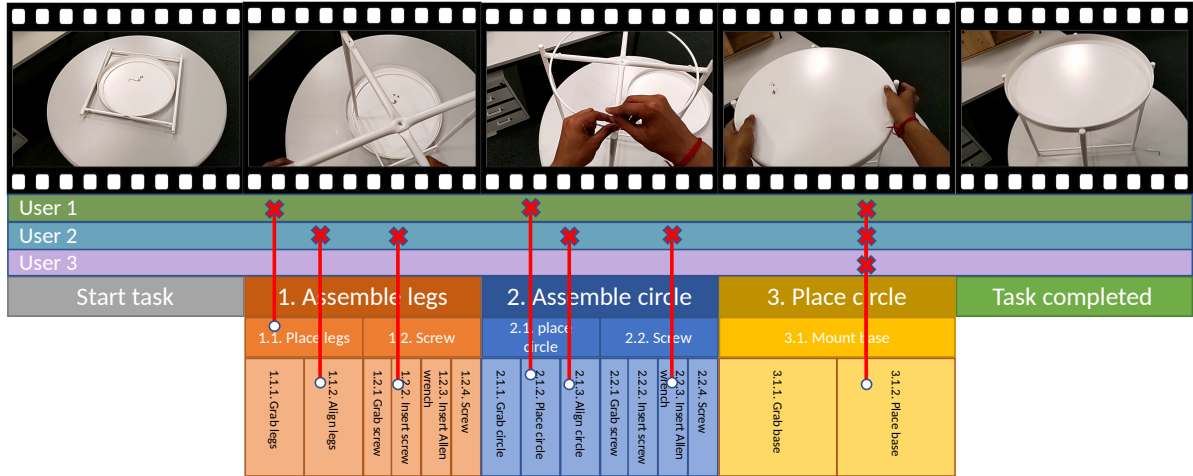 User 1
User 2
User 3
Start task
1. Assemble legs
2. Assemble circle
3. Place circle
Task completed
1.1. Place legs
1.2. Screw
2.1. place
circle
2.2. Screw
3.1. Mount base
1.1.1. Grab legs
1.1.2. Align legs
1.2.1 Grab screw
1.2.2. Insert screw
1.2.3. Insert Allen
wrench
1.2.4. Screw
2.1.1. Grab circle
2.1.2. Place circle
2.1.3. Align circle
2.2.1 Grab screw
2.2.2. Insert screw
2.2.3. Insert Allen
wrench
2.2.4. Screw
3.1.1. Grab base
3.1.2. Place base